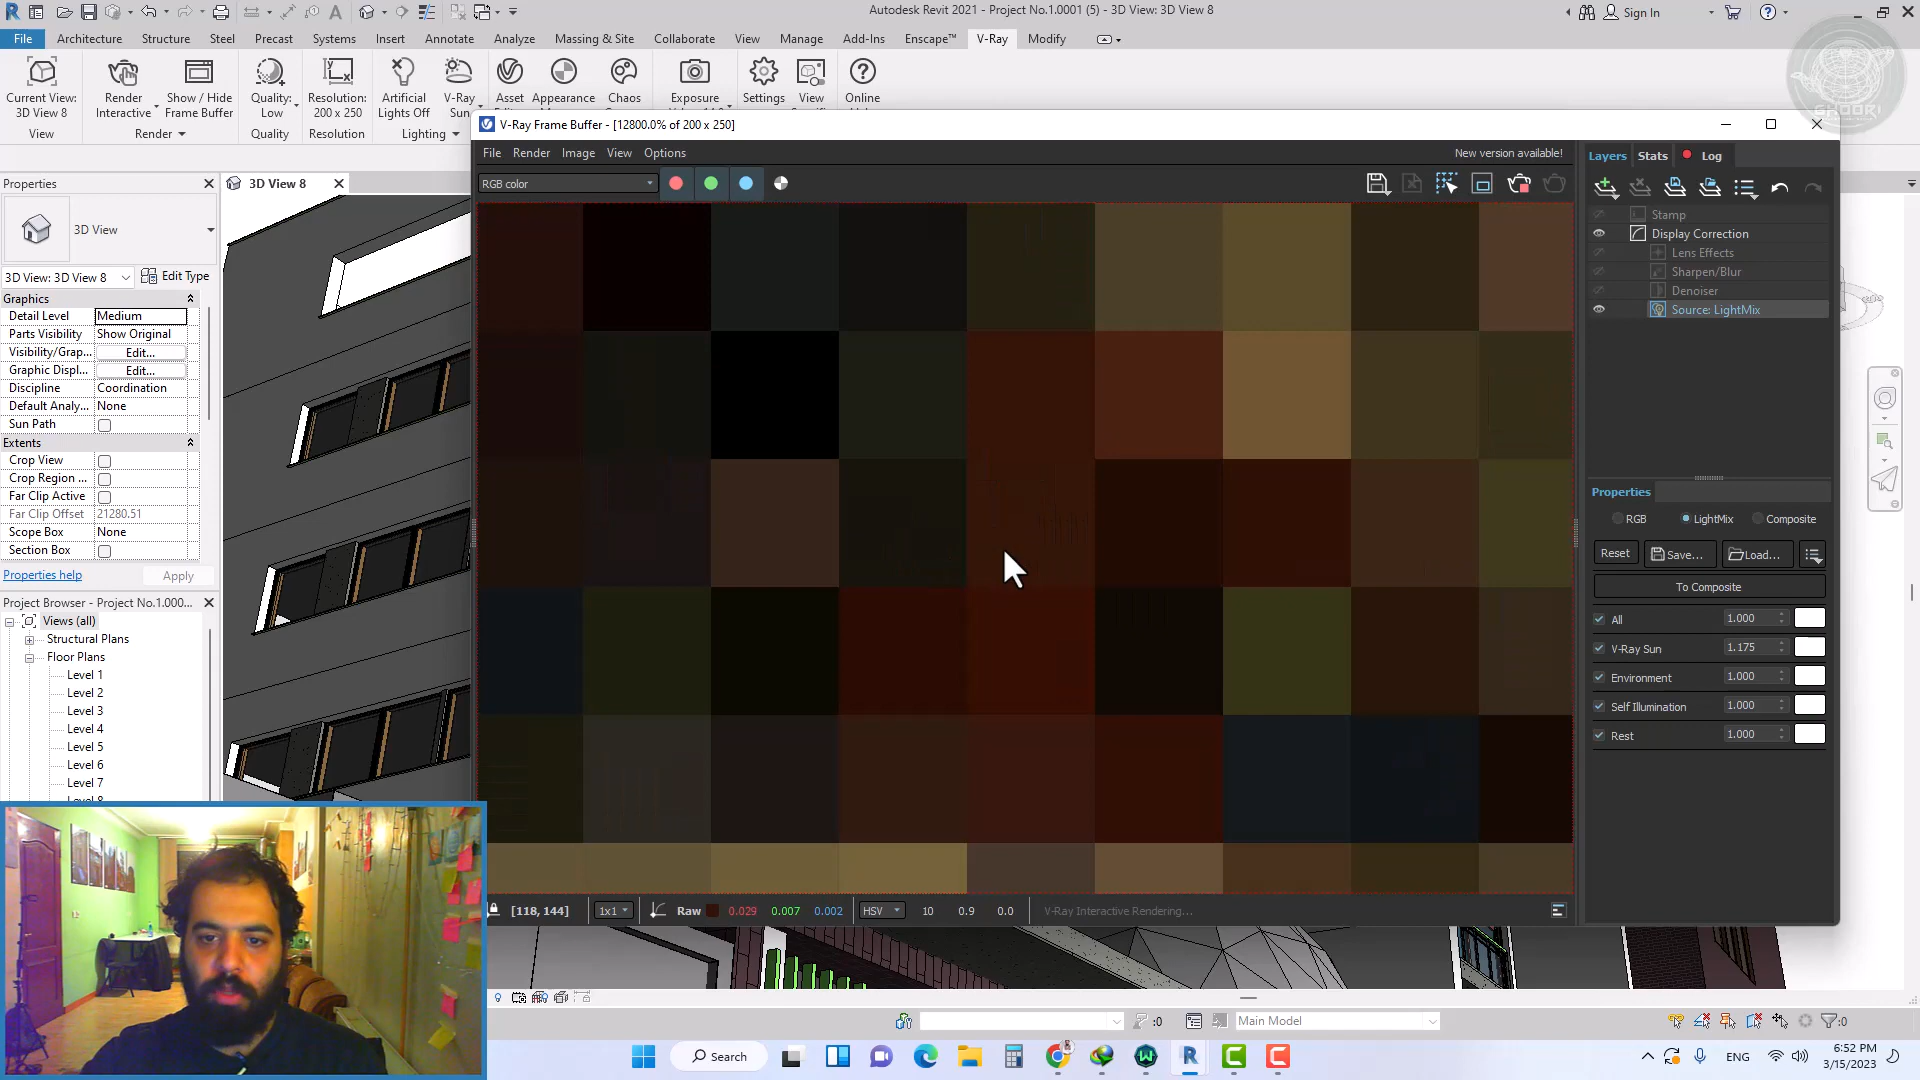 Autodesk Revit 2021 - Project No.1.0001 (5) - 3D View: 3D View 8
Sign In
File Architecture Structure Steel Precast Systems Insert Annotate Analyze Massing & Site Collaborate View Manage Add-Ins Enscape™ V-Ray Modify
Current View: 3D View 8
Render Interactive
Show / Hide Frame Buffer
Quality: Low
Resolution: 200 x 250
Artificial Lights Off
V-Ray Sun
Asset
Appearance
Chaos
Exposure
Settings
View
Online
View Render Quality Resolution Lighting
GHOORI
V-Ray Frame Buffer - [12800.0% of 200 x 250]
File Render Image View Options
New version available!
RGB color
Layers Stats Log
Stamp
Display Correction
Lens Effects
Sharpen/Blur
Denoiser
Source: LightMix
Properties
RGB LightMix Composite
Reset Save... Load...
To Composite
All 1.000
V-Ray Sun 1.175
Environment 1.000
Self Illumination 1.000
Rest 1.000
[118, 144] 1x1 Raw 0.029 0.007 0.002 HSV 10 0.9 0.0 V-Ray Interactive Rendering...
Properties
3D View 8
3D View
3D View: 3D View 8 Edit Type
Graphics
Detail Level Medium
Parts Visibility Show Original
Visibility/Grap... Edit...
Graphic Displ... Edit...
Discipline Coordination
Default Analy... None
Sun Path
Extents
Crop View
Crop Region ...
Far Clip Active
Far Clip Offset 21280.51
Scope Box None
Section Box
Properties help Apply
Project Browser - Project No.1.000...
Views (all)
Structural Plans
Floor Plans
Level 1
Level 2
Level 3
Level 4
Level 5
Level 6
Level 7
:0
Main Model
:0
Search
ENG
6:52 PM
3/15/2023